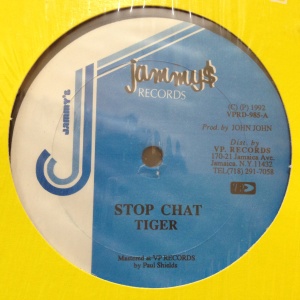 jammy$
RECORDS
JAMMY'S
(C) (P) 1992
VPRD-980-A
Prod by JOHN JOHN
Dist. by
VP. RECORDS
170-21 Jamaica Ave.
Jamaica, N.Y.11432
TEL(718) 291-7058
STOP CHAT
TIGER
Mastered at VP RECORDS
by Paul Shields